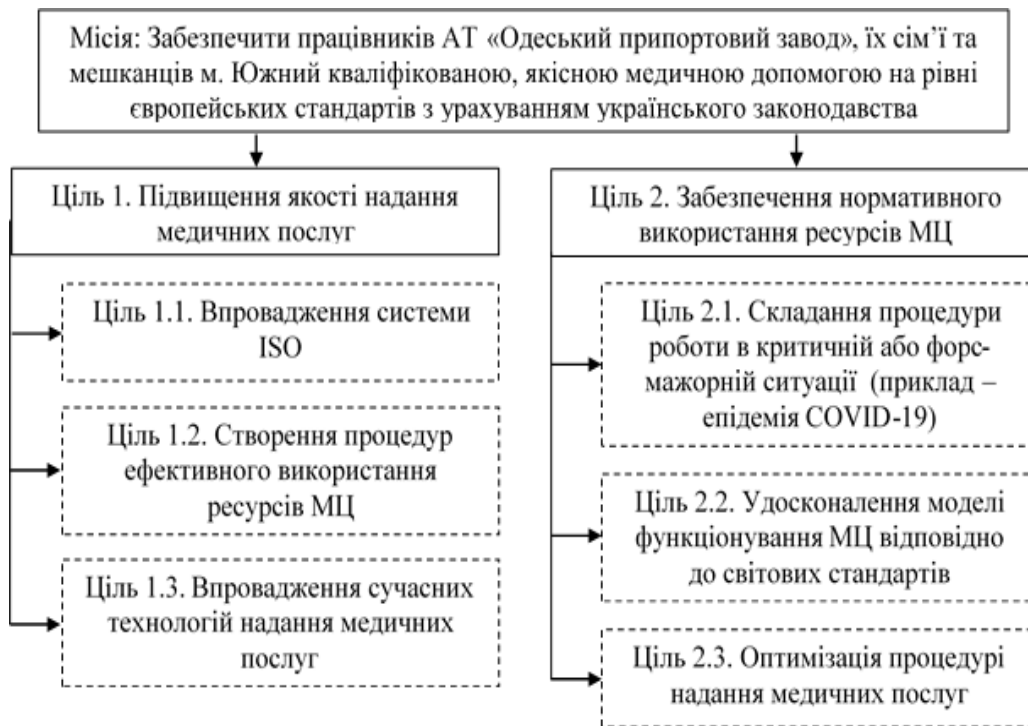 Місія: Забезпечити працівників АТ «Одеський припортовий завод», їх сім’ї та
мешканців м. Южний кваліфікованою, якісною медичною допомогою на рівні
європейських стандартів з урахуванням українського законодавства
Ціль 1. Підвищення якості надання
медичних послуг
Ціль 1.1. Впровадження системи
ISO
Ціль 1.2. Створення процедур
ефективного використання
ресурсів МЦ
Ціль 1.3. Впровадження сучасних
технологій надання медичних
послуг
Ціль 2. Забезпечення нормативного
використання ресурсів МЦ
Ціль 2.1. Складання процедури
роботи в критичній або форс-
мажорній ситуації (приклад –
епідемія COVID-19)
Ціль 2.2. Удосконалення моделі
функціонування МЦ відповідно
до світових стандартів
Ціль 2.3. Оптимізація процедурі
надання медичних послуг